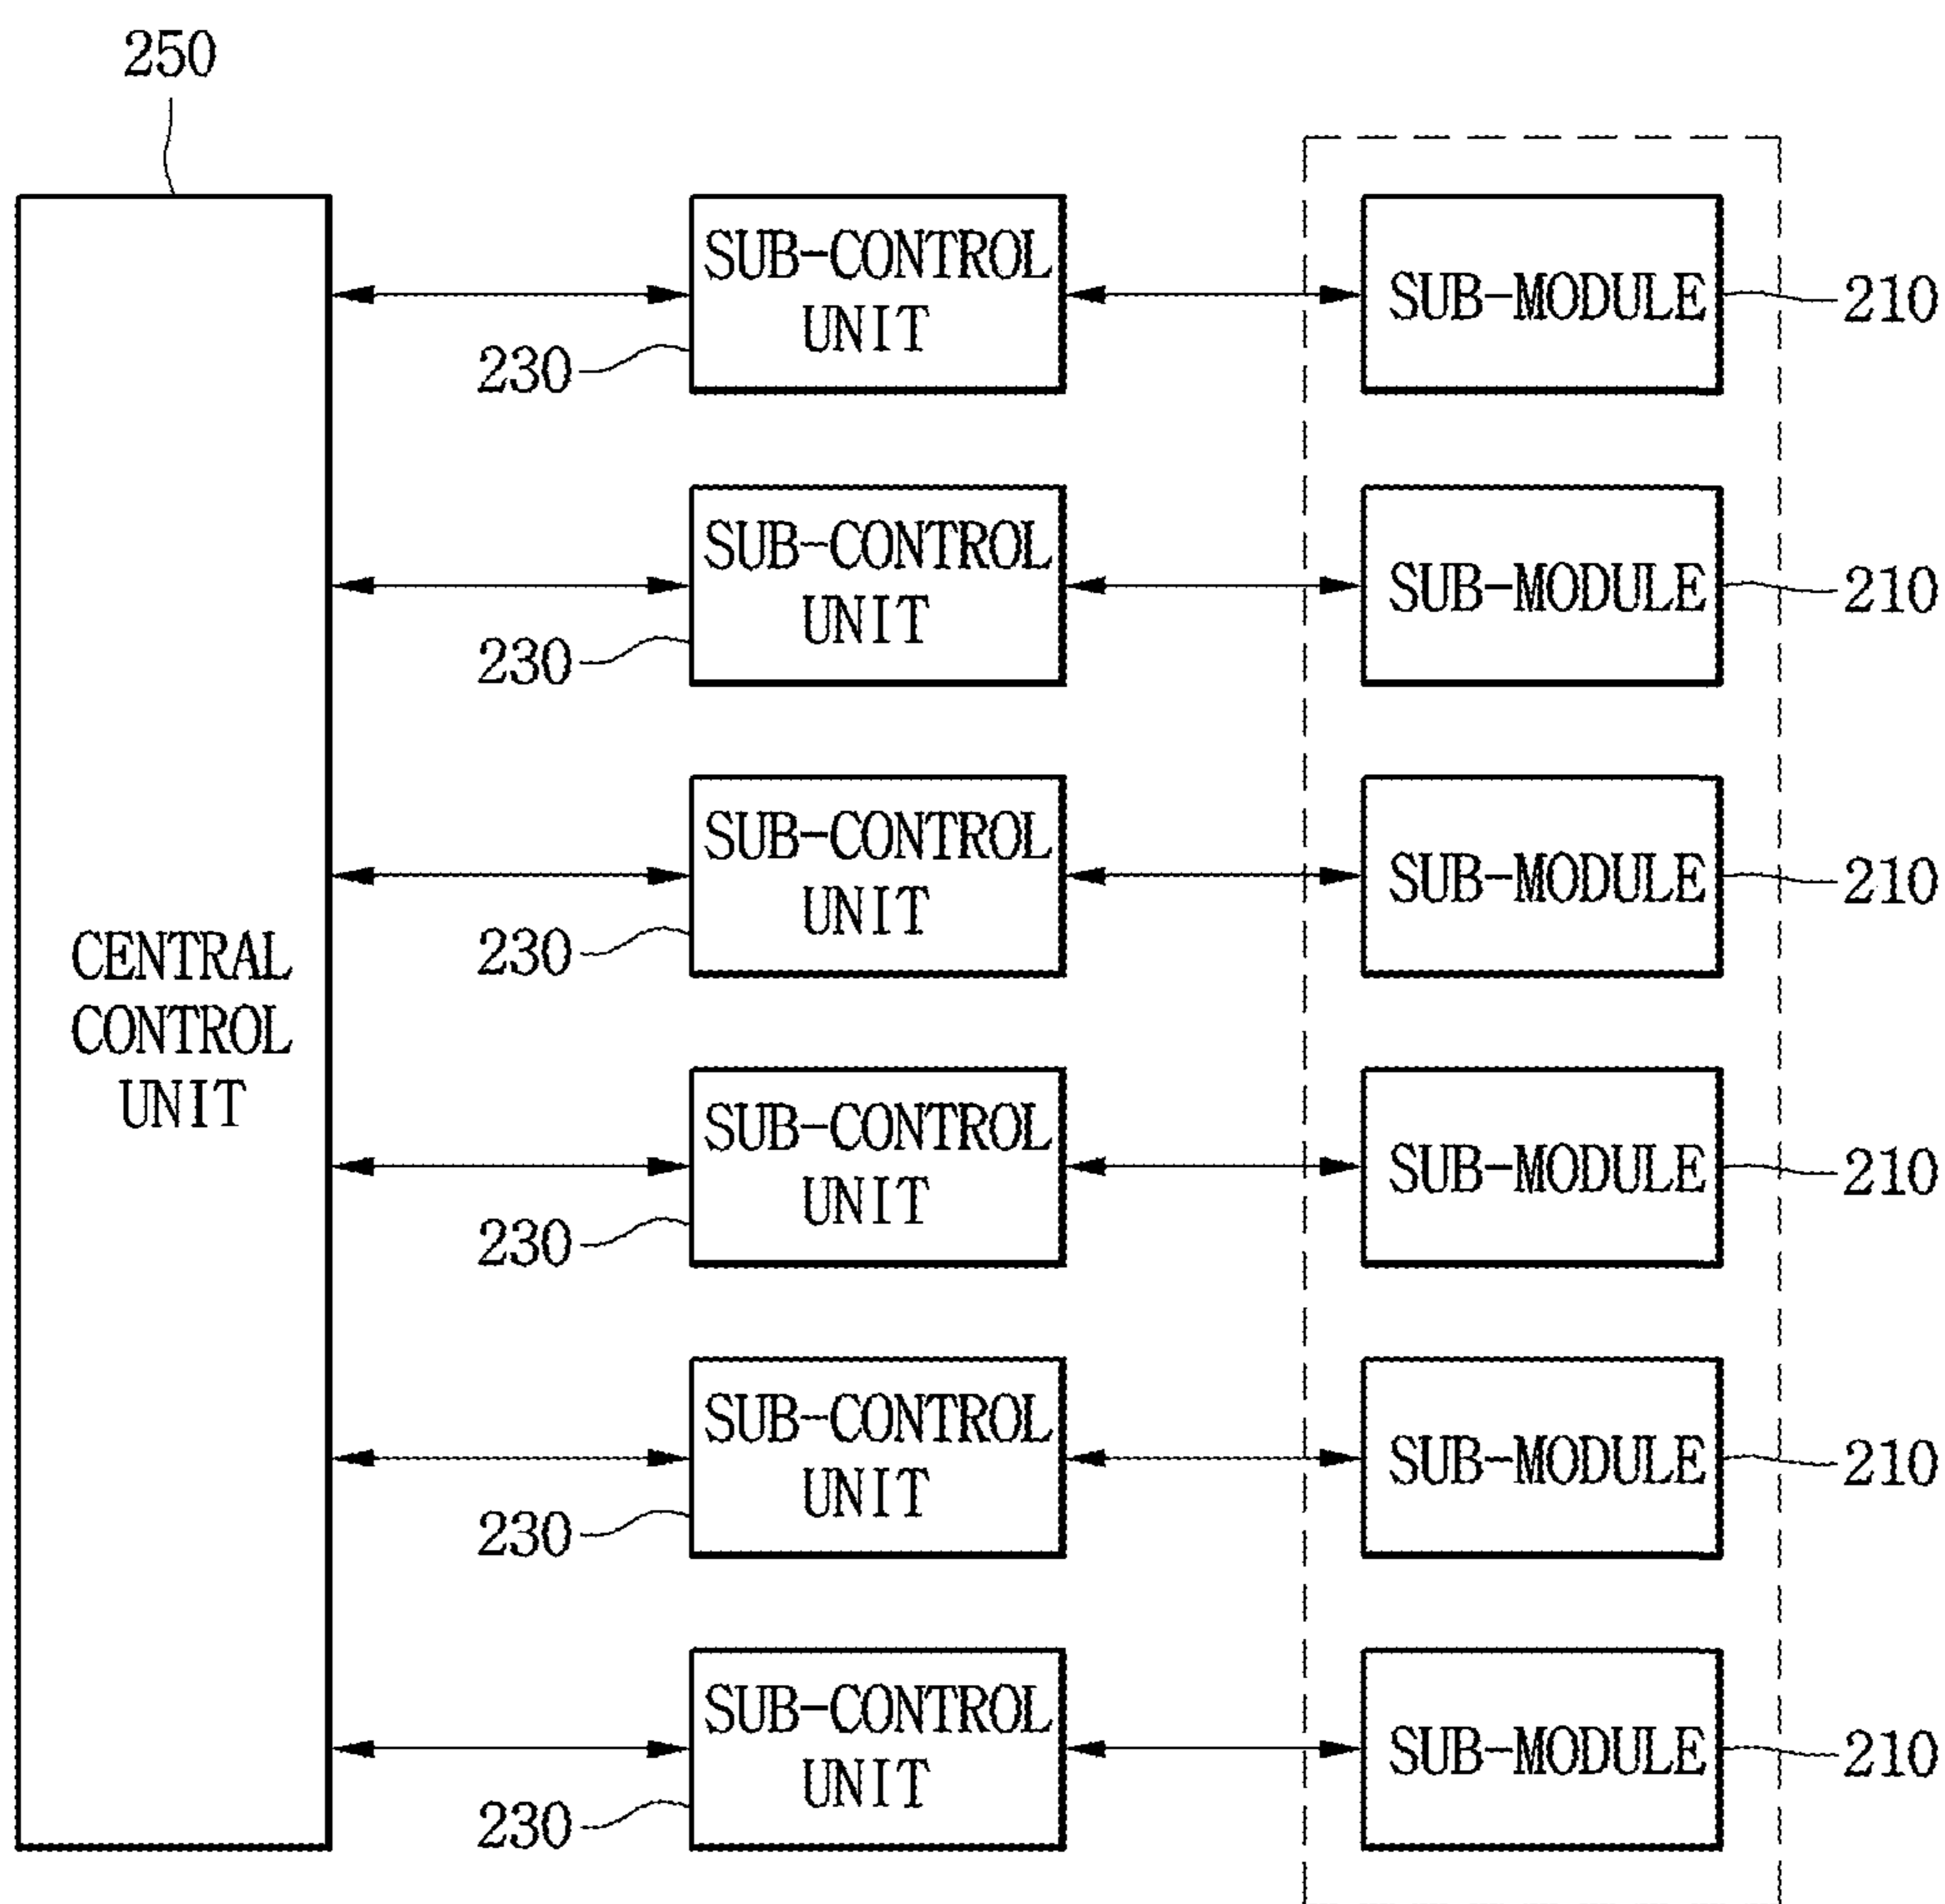 250
SUB-CONTROL
UNIT
230
SUB-MODULE
210
SUB-CONTROL
UNIT
230
SUB-MODULE
210
SUB-CONTROL
UNIT
230
SUB-MODULE
210
CENTRAL
CONTROL
UNIT
SUB-CONTROL
UNIT
230
SUB-MODULE
210
SUB-CONTROL
UNIT
230
SUB-MODULE
210
SUB-CONTROL
UNIT
230
SUB-MODULE
210